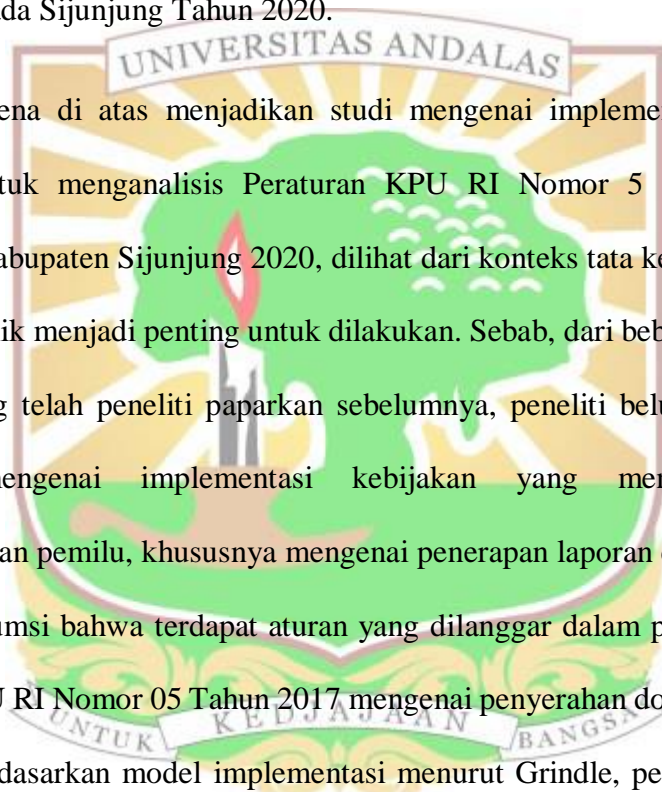 ada Sijunjung Tahun 2020.
UNIVERSITAS ANDALAS
ena di atas menjadikan studi mengenai impleme
tuk menganalisis Peraturan KPU RI Nomor 5
abupaten Sijunjung 2020, dilihat dari konteks tata ke
ik menjadi penting untuk dilakukan. Sebab, dari beb
g telah peneliti paparkan sebelumnya, peneliti belu
mengenai implementasi kebijakan yang men
an pemilu, khususnya mengenai penerapan laporan
umsi bahwa terdapat aturan yang dilanggar dalam p
U RI Nomor 05 Tahun 2017 mengenai penyerahan do
UNTUK KEDJAJAAN BANGSA
dasarkan model implementasi menurut Grindle, pe